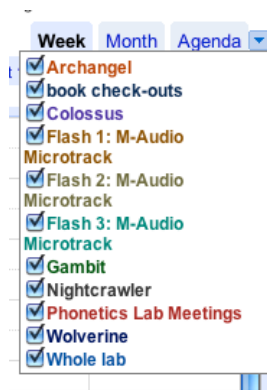 Week Month Agenda
Archangel
book check-outs
Colossus
Flash 1: M-Audio
Microtrack
Flash 2: M-Audio
Microtrack
Flash 3: M-Audio
Microtrack
Gambit
Nightcrawler
Phonetics Lab Meetings
Wolverine
Whole lab